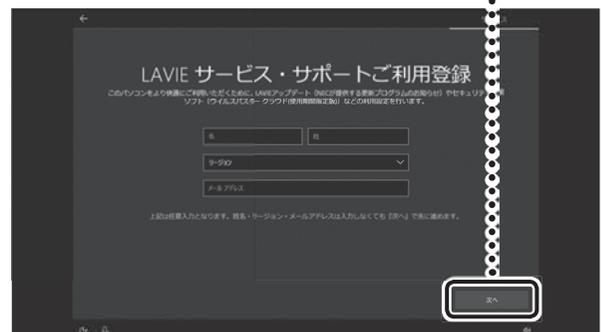 LAVIE サービス・サポートご利用登録
このパソコンをより快適にご利用いただくために、LAVIEアップデート（NECが提供する更新プログラムのお知らせ）やセキュリティ
ソフト（ウイルスバスター クラウド(使用期間限定版)）などの利用設定を行います。
名
姓
リージョン
メール アドレス
上記は任意入力となります。姓名・リージョン・メールアドレスは入力しなくても『次へ』で先に進めます。
次へ